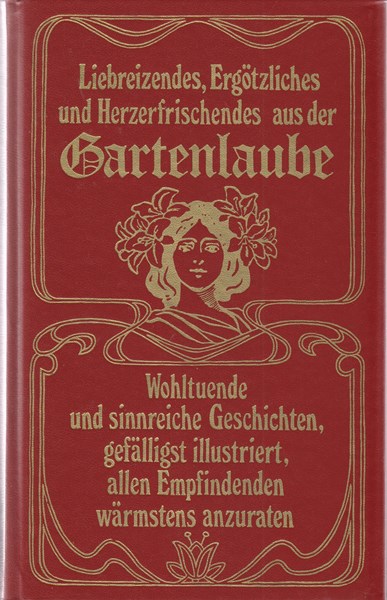 Liebreizendes, Ergötzliches
und Herzerfrischendes aus der
Gartenlaube
Wohltuende
und sinnreiche Geschichten,
gefälligst illustriert,
allen Empfindenden
wärmstens anzuraten